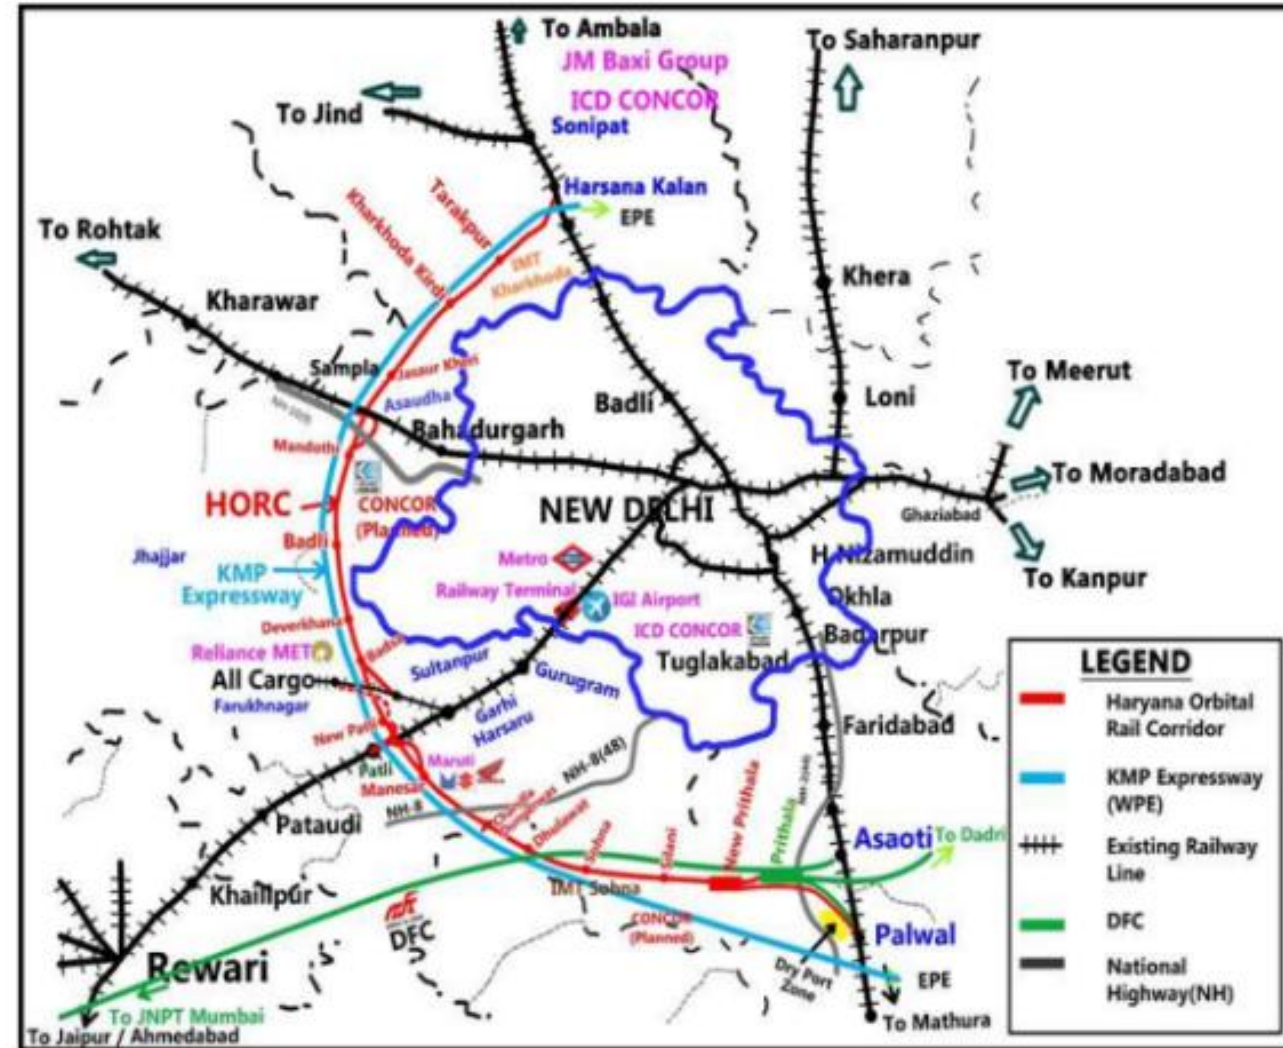 To Ambala
JM Baxi Group
ICD CONCOR
To Saharanpur
To Jind
Sonipat
Harsana Kalan
EPE
Tarakpur
Kharkhoda Kirdi
IMT
Kharkhoda
To Rohtak
Kharawar
Khera
Sampla
Jasaur Kheri
Asaudha
Badli
Loni
To Meerut
Bahadurgarh
Mandothi
To Moradabad
HORC
CONCOR
(Planned)
NEW DELHI
Ghaziabad
Badli
Jhajjar
KMP
Expressway
Metro
H.Nizamuddin
To Kanpur
Railway Terminal
IGI Airport
Okhla
Deverkhana
ICD CONCOR
Badarpur
Reliance MET
Badsa
Sultanpur
Tuglakabad
All Cargo
Farukhnagar
Gurugram
Garhi
Harsaru
Faridabad
New Patli
Patli
Maruti
Manesar
NH-8(48)
NH-8
Pataudi
Dhulawat
Sohna
Silani
New Prithala
Prithala
Asaoti
To Dadri
Khalilpur
IMT Sohna
DFC
CONCOR
(Planned)
Palwal
Dry Port
Zone
EPE
Rewari
To JNPT Mumbai
To Jaipur / Ahmedabad
To Mathura
LEGEND
Haryana Orbital
Rail Corridor
KMP Expressway
(WPE)
Existing Railway
Line
DFC
National
Highway(NH)